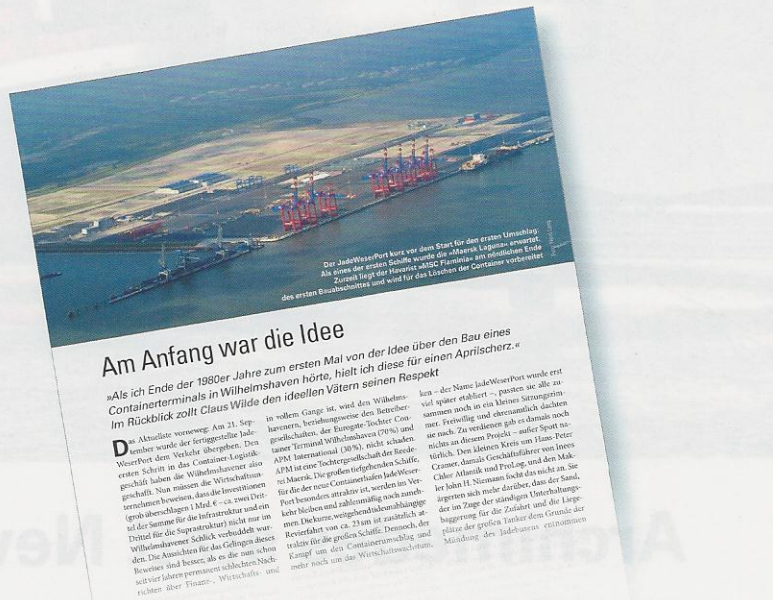 Der JadeWeserPort kurz vor dem Start für den ersten Umschlag:
Als eines der ersten Schiffe wurde die »Maersk Laguna« erwartet.
Zurzeit liegt der Havarist »MSC Flaminia« am nördlichen Ende
des ersten Bauabschnittes und wird für das Löschen der Container vorbereitet
Am Anfang war die Idee
»Als ich Ende der 1980er Jahre zum ersten Mal von der Idee über den Bau eines
Containerterminals in Wilhelmshaven hörte, hielt ich diese für einen Aprilscherz.«
Im Rückblick zollt Claus Wilde den ideellen Vätern seinen Respekt
Das Aktuellste vorneweg: Am 21. Sep-
tember wurde der fertiggestellte Jade-
WeserPort dem Verkehr übergeben. Den
ersten Schritt in das Container-Logistik-
geschäft haben die Wilhelmshavener also
geschafft. Nun müssen die Wirtschaftsun-
ternehmen beweisen, dass die Investitionen
(grob überschlagen 1 Mrd. € – ca. zwei Drit-
tel der Summe für die Infrastruktur und ein
Drittel für die Suprastruktur) nicht nur im
Wilhelmshavener Schlick verbuddelt wur-
den. Die Aussichten für das Gelingen dieses
Beweises sind besser, als es die nun schon
seit vier Jahren permanent schlechten Nach-
richten über Finanz-, Wirtschafts- und
in vollem Gange ist, wird den Wilhelms-
havenern, beziehungsweise den Betreiber-
gesellschaften, der Eurogate-Tochter Con-
tainer Terminal Wilhelmshaven (70 %) und
APM International (30 %), nicht schaden.
APM ist eine Tochtergesellschaft der Reede-
rei Maersk. Die großen tiefgehenden Schiffe,
für die der neue Containerhafen JadeWeser-
Port besonders attraktiv ist, werden im Ver-
kehr bleiben und zahlenmäßig noch zuneh-
men. Die kurze, weitgehend tideunabhängige
Revierfahrt von ca. 23 sm ist zusätzlich at-
traktiv für die großen Schiffe. Dennoch, der
Kampf um den Containerumschlag und
mehr noch um das Wirtschaftswachstum,
ken – der Name JadeWeserPort wurde erst
viel später etabliert –, passten sie alle zu-
sammen noch in ein kleines Sitzungszim-
mer. Freiwillig und ehrenamtlich dachten
sie nach. Zu verdienen gab es damals noch
nichts an diesem Projekt – außer Spott na-
türlich. Den kleinen Kreis um Hans-Peter
Cramer, damals Geschäftsführer von Ineos
Chlor Atlantik und ProLog, und den Mak-
ler John H. Niemann focht das nicht an. Sie
ärgerten sich mehr darüber, dass der Sand,
der im Zuge der ständigen Unterhaltungs-
baggerung für die Zufahrt und die Liege-
plätze der großen Tanker dem Grunde der
Mündung des Jadebusens entnommen